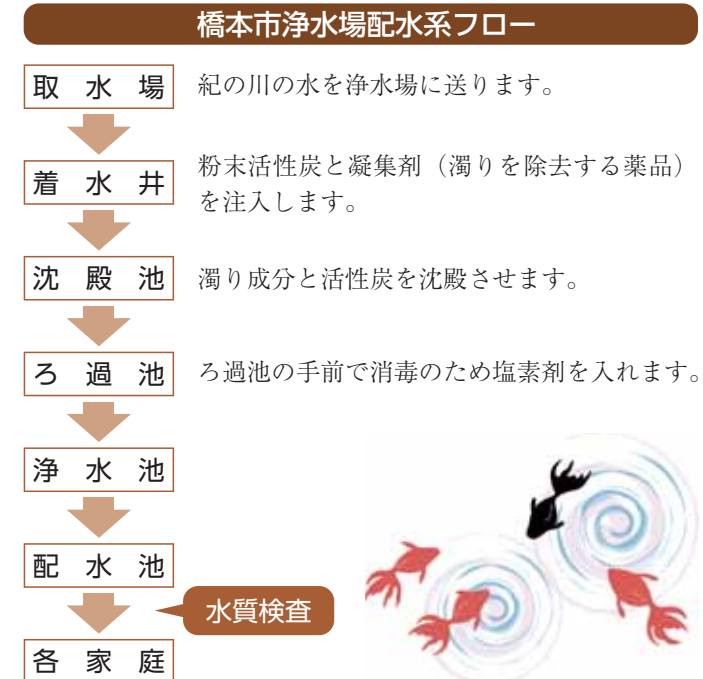 橋本市浄水場配水系フロー
取水場
紀の川の水を浄水場に送ります。
着水井
粉末活性炭と凝集剤（濁りを除去する薬品）
を注入します。
沈殿池
濁り成分と活性炭を沈殿させます。
ろ過池
ろ過池の手前で消毒のため塩素剤を入れます。
浄水池
配水池
水質検査
各家庭